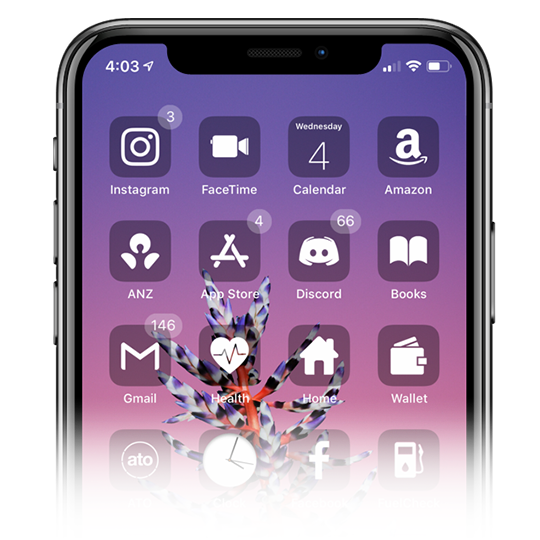 4:03
3
Wednesday
4
a
Instagram
FaceTime
Calendar
Amazon
4
66
ANZ
App Store
Discord
Books
146
Gmail
Health
Home
Wallet
ato
f